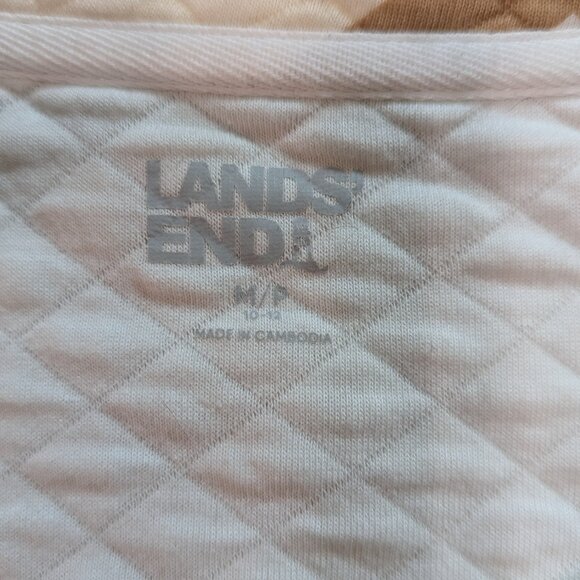 LANDS'
END
M/P
10-12
MADE IN CAMBODIA